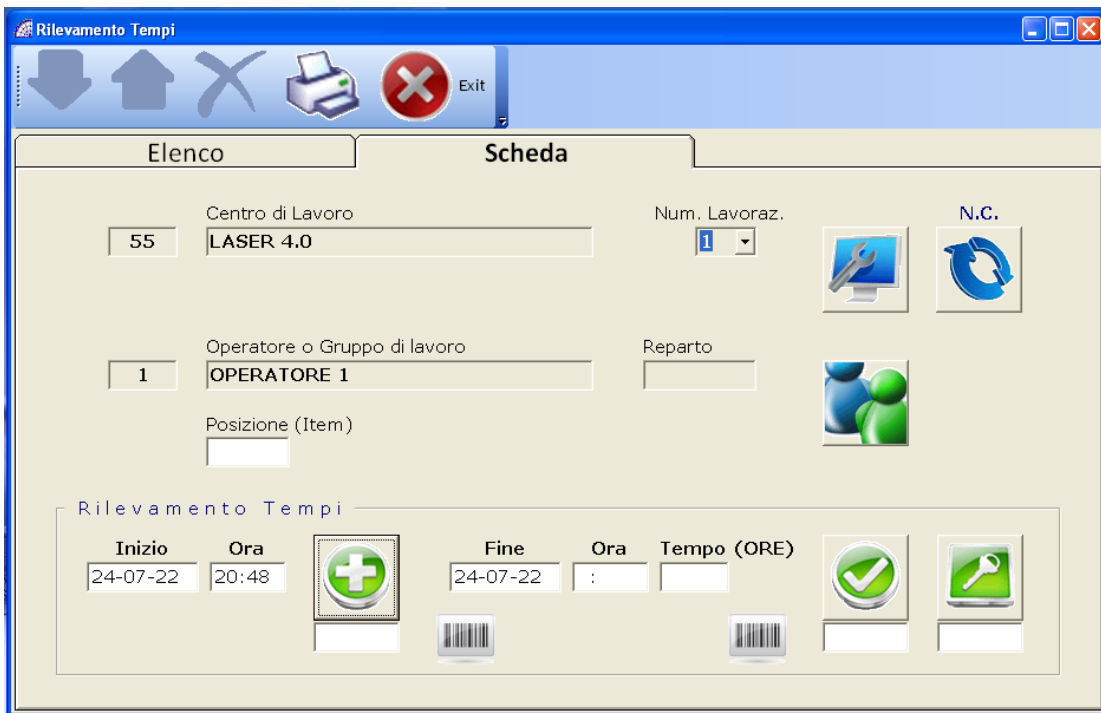 Rilevamento Tempi
Exit
Elenco Scheda
Centro di Lavoro Num. Lavoraz. N.C.
55 LASER 4.0 1
Operatore o Gruppo di lavoro Reparto
1 OPERATORE 1
Posizione (Item)
Rilevamento Tempi
Inizio Ora Fine Ora Tempo (ORE)
24-07-22 20:48 24-07-22 :